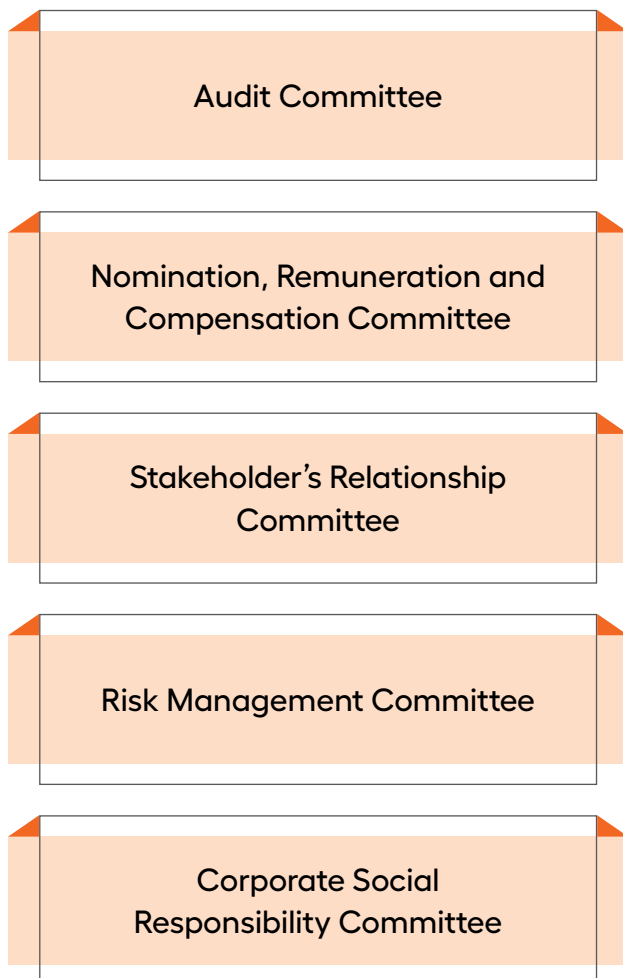 Audit Committee
Nomination, Remuneration and
Compensation Committee
Stakeholder’s Relationship
Committee
Risk Management Committee
Corporate Social
Responsibility Committee